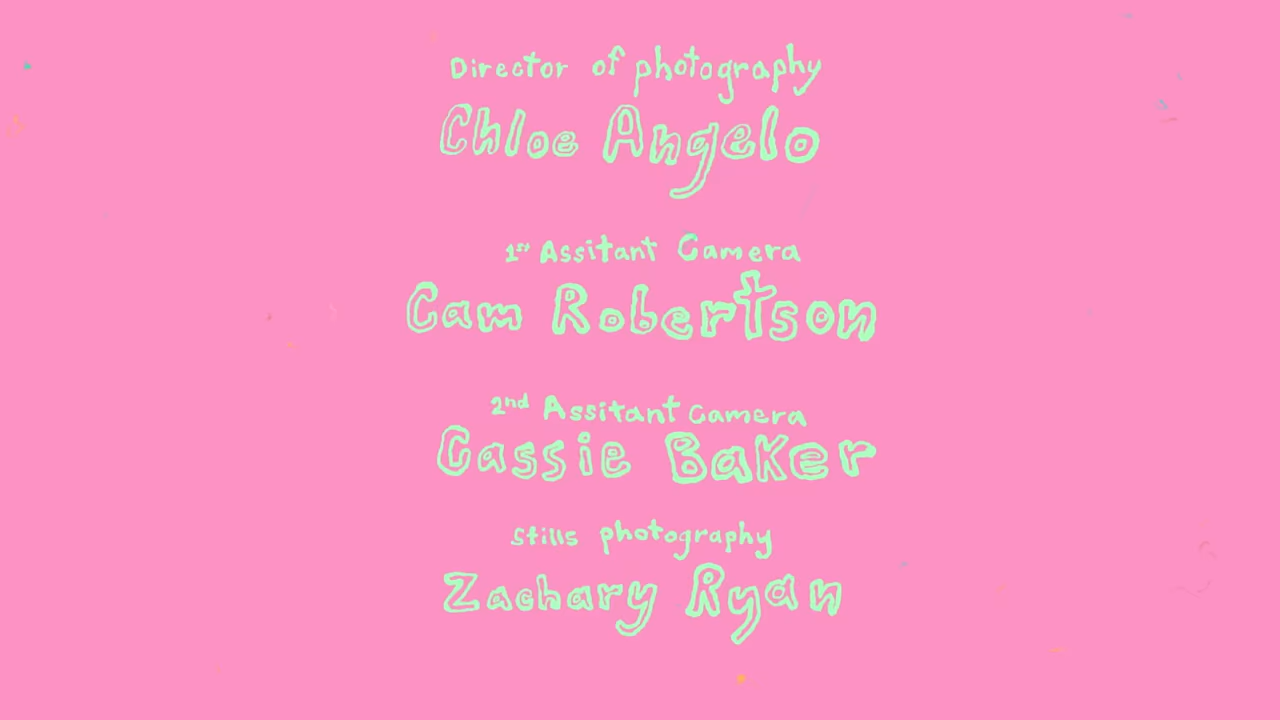 Director of photography
Chloe Angelo
1st Assitant Camera
Cam Robertson
2nd Assitant Camera
Cassie Baker
Stills photography
Zachary Ryan